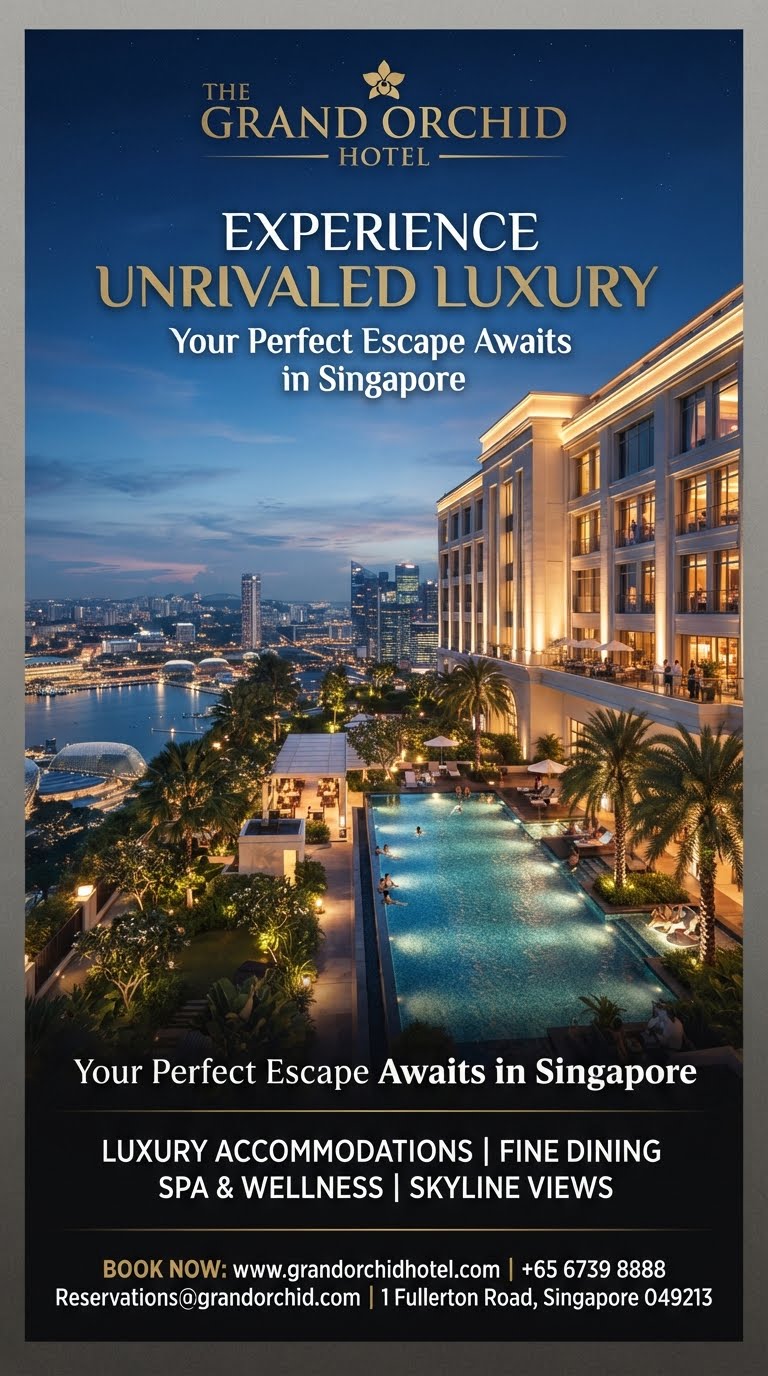 THE
GRAND ORCHID
HOTEL
EXPERIENCE
UNRIVALED LUXURY
Your Perfect Escape Awaits
in Singapore
Your Perfect Escape Awaits in Singapore
LUXURY ACCOMMODATIONS | FINE DINING
SPA & WELLNESS | SKYLINE VIEWS
BOOK NOW: www.grandorchidhotel.com | +65 6739 8888
Reservations@grandorchid.com | 1 Fullerton Road, Singapore 049213